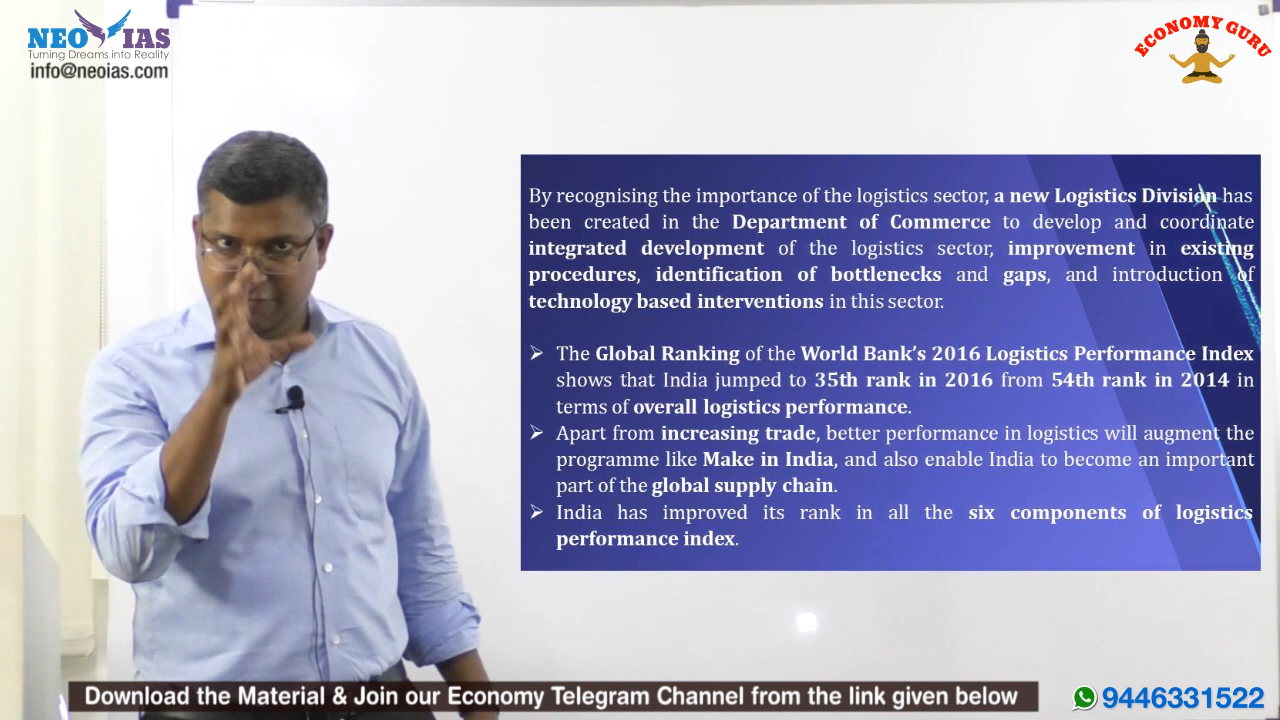 NEO IAS
Turning Dreams into Reality
info@neoias.com
ECONOMY GURU
By recognising the importance of the logistics sector, a new Logistics Division has
been created in the Department of Commerce to develop and coordinate
integrated development of the logistics sector, improvement in existing
procedures, identification of bottlenecks and gaps, and introduction of
technology based interventions in this sector.
➢ The Global Ranking of the World Bank’s 2016 Logistics Performance Index
shows that India jumped to 35th rank in 2016 from 54th rank in 2014 in
terms of overall logistics performance.
➢ Apart from increasing trade, better performance in logistics will augment the
programme like Make in India, and also enable India to become an important
part of the global supply chain.
➢ India has improved its rank in all the six components of logistics
performance index.
Download the Material & Join our Economy Telegram Channel from the link given below
9446331522